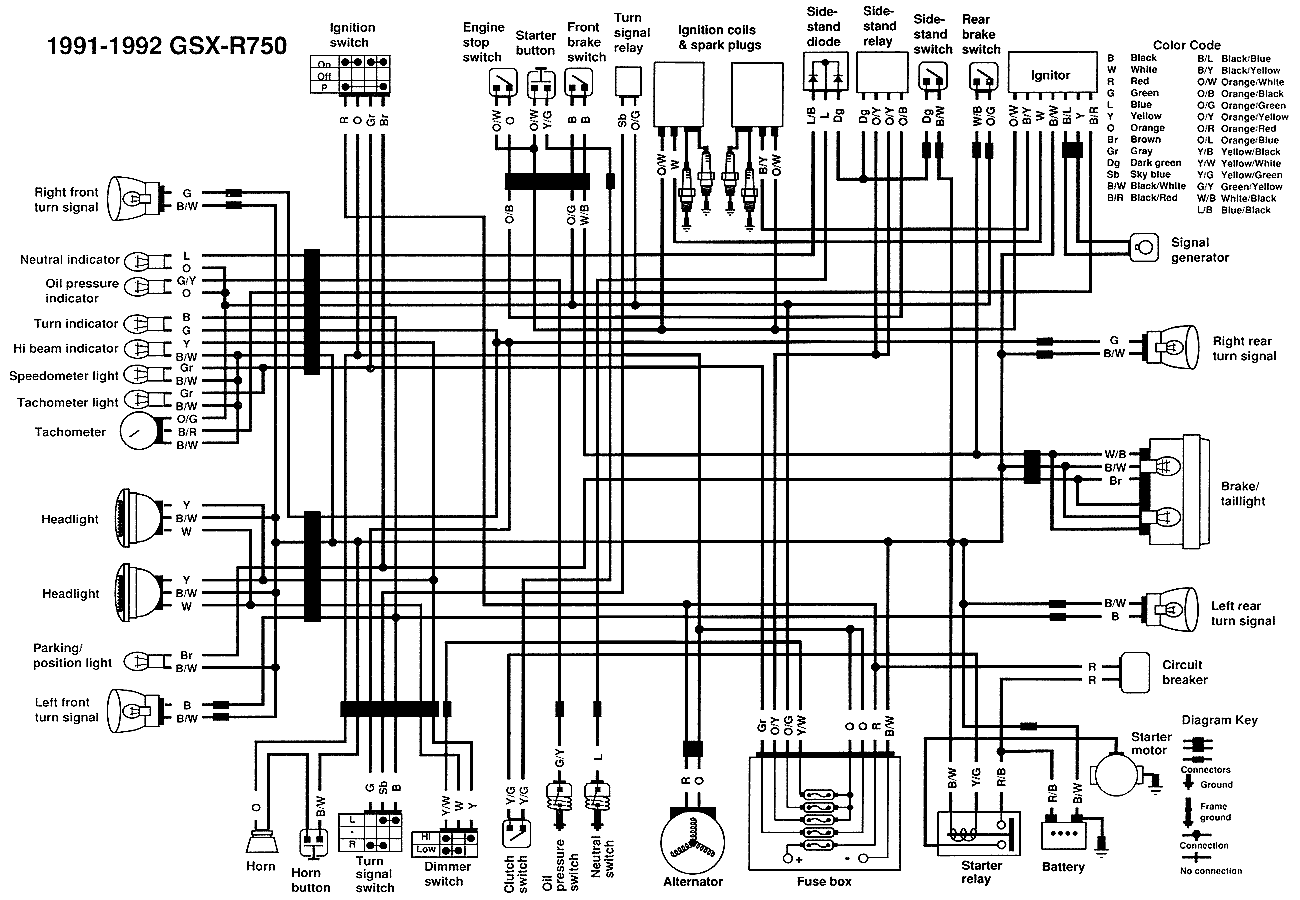 1991-1992 GSX-R750
Ignition
switch
On
Off
P
R
O
Gr
Br
Engine
stop
switch
O/W
O
Starter
button
O/W
Y/G
Front
brake
switch
B
B
Turn
signal
relay
Sb
O/G
Ignition coils
& spark plugs
O/W
W
B/Y
O/W
Side-
stand
diode
L/B
L
Dg
Side-
stand
relay
Dg
O/Y
O/Y
O/B
Side-
stand
switch
Dg
B/W
Rear
brake
switch
W/B
O/G
Ignitor
O/W
B/Y
W
B/W
B/L
Y
B/R
Color Code
B Black
W White
R Red
G Green
L Blue
Y Yellow
O Orange
Br Brown
Gr Gray
Dg Dark green
Sb Sky blue
B/W Black/White
B/R Black/Red
B/L Black/Blue
B/Y Black/Yellow
O/W Orange/White
O/B Orange/Black
O/G Orange/Green
O/Y Orange/Yellow
O/R Orange/Red
O/L Orange/Blue
Y/B Yellow/Black
Y/W Yellow/White
Y/G Yellow/Green
G/Y Green/Yellow
W/B White/Black
L/B Blue/Black
O/B
O/G
W/B
Right front
turn signal
G
B/W
Neutral indicator
L
O
Oil pressure
indicator
G/Y
O
Turn indicator
B
G
Hi beam indicator
Y
B/W
Speedometer light
Gr
B/W
Tachometer light
Gr
B/W
Tachometer
O/G
B/R
B/W
Headlight
Y
B/W
W
Headlight
Y
B/W
W
Parking/
position light
Br
B/W
Left front
turn signal
B
B/W
Signal
generator
G
B/W
Right rear
turn signal
W/B
B/W
Br
Brake/
taillight
B/W
B
Left rear
turn signal
R
R
Circuit
breaker
Diagram Key
Connectors
Ground
Frame
ground
Connection
No connection
Starter
motor
O
Horn
B/W
Horn
button
G
Sb
B
L
-
R
Turn
signal
switch
Y/W
W
Y
Hi
Low
Dimmer
switch
Y/G
Y/G
Clutch
switch
G/Y
Oil
pressure
switch
L
Neutral
switch
R
O
Alternator
Gr
O/Y
O/G
Y/W
O
O
R
B/W
+
-
Fuse box
B/W
Y/G
R/B
Starter
relay
R/B
B/W
Battery